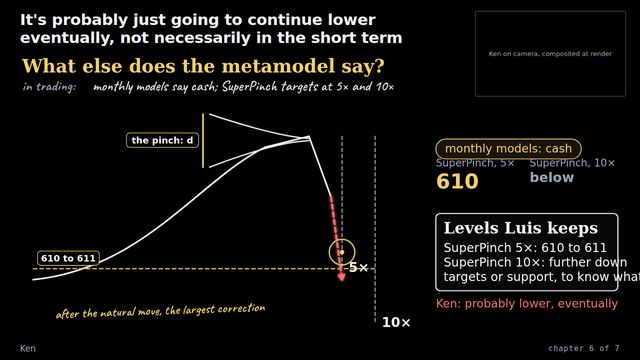 It's probably just going to continue lower
eventually, not necessarily in the short term
Ken on camera, composited at render
What else does the metamodel say?
in trading: monthly models say cash; SuperPinch targets at 5× and 10×
the pinch: d
monthly models: cash
SuperPinch, 5× SuperPinch, 10×
610 below
Levels Luis keeps
SuperPinch 5×: 610 to 611
SuperPinch 10×: further down
targets or support, to know what
610 to 611
5×
Ken: probably lower, eventually
after the natural move, the largest correction
10×
Ken
chapter 6 of 7